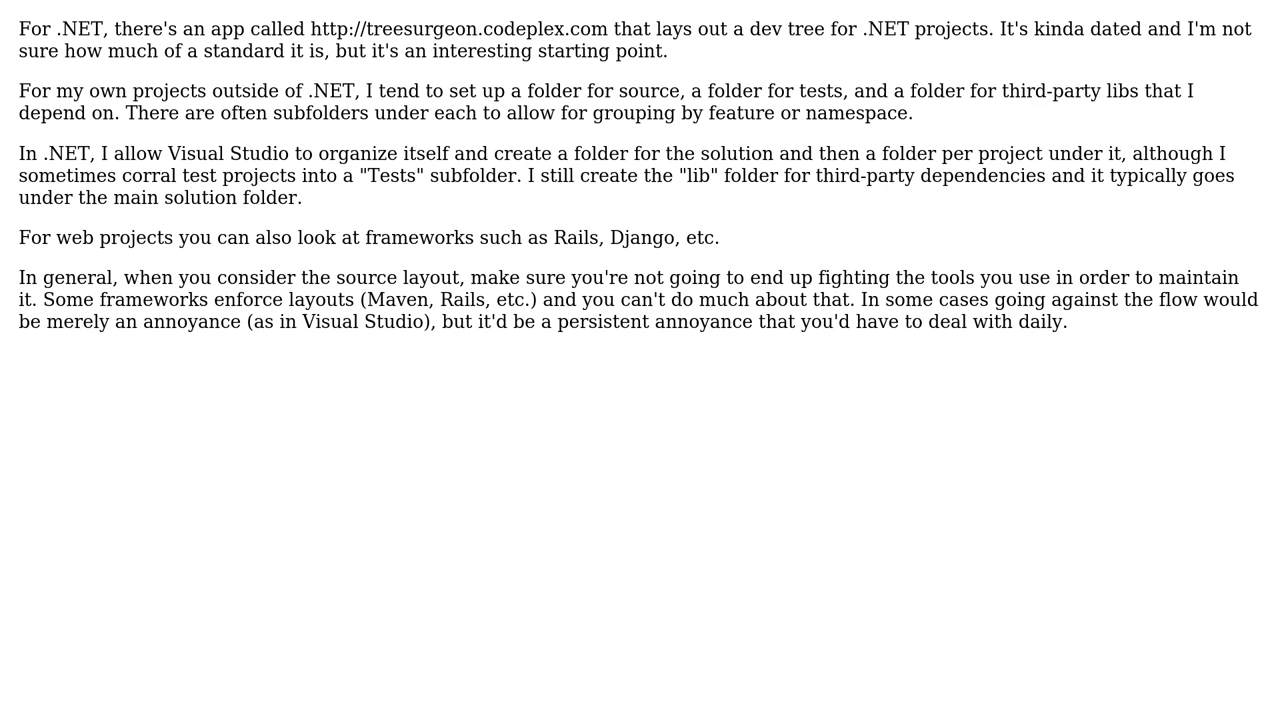 For .NET, there's an app called http://treesurgeon.codeplex.com that lays out a dev tree for .NET projects. It's kinda dated and I'm not
sure how much of a standard it is, but it's an interesting starting point.
For my own projects outside of .NET, I tend to set up a folder for source, a folder for tests, and a folder for third-party libs that I
depend on. There are often subfolders under each to allow for grouping by feature or namespace.
In .NET, I allow Visual Studio to organize itself and create a folder for the solution and then a folder per project under it, although I
sometimes corral test projects into a "Tests" subfolder. I still create the "lib" folder for third-party dependencies and it typically goes
under the main solution folder.
For web projects you can also look at frameworks such as Rails, Django, etc.
In general, when you consider the source layout, make sure you're not going to end up fighting the tools you use in order to maintain
it. Some frameworks enforce layouts (Maven, Rails, etc.) and you can't do much about that. In some cases going against the flow would
be merely an annoyance (as in Visual Studio), but it'd be a persistent annoyance that you'd have to deal with daily.